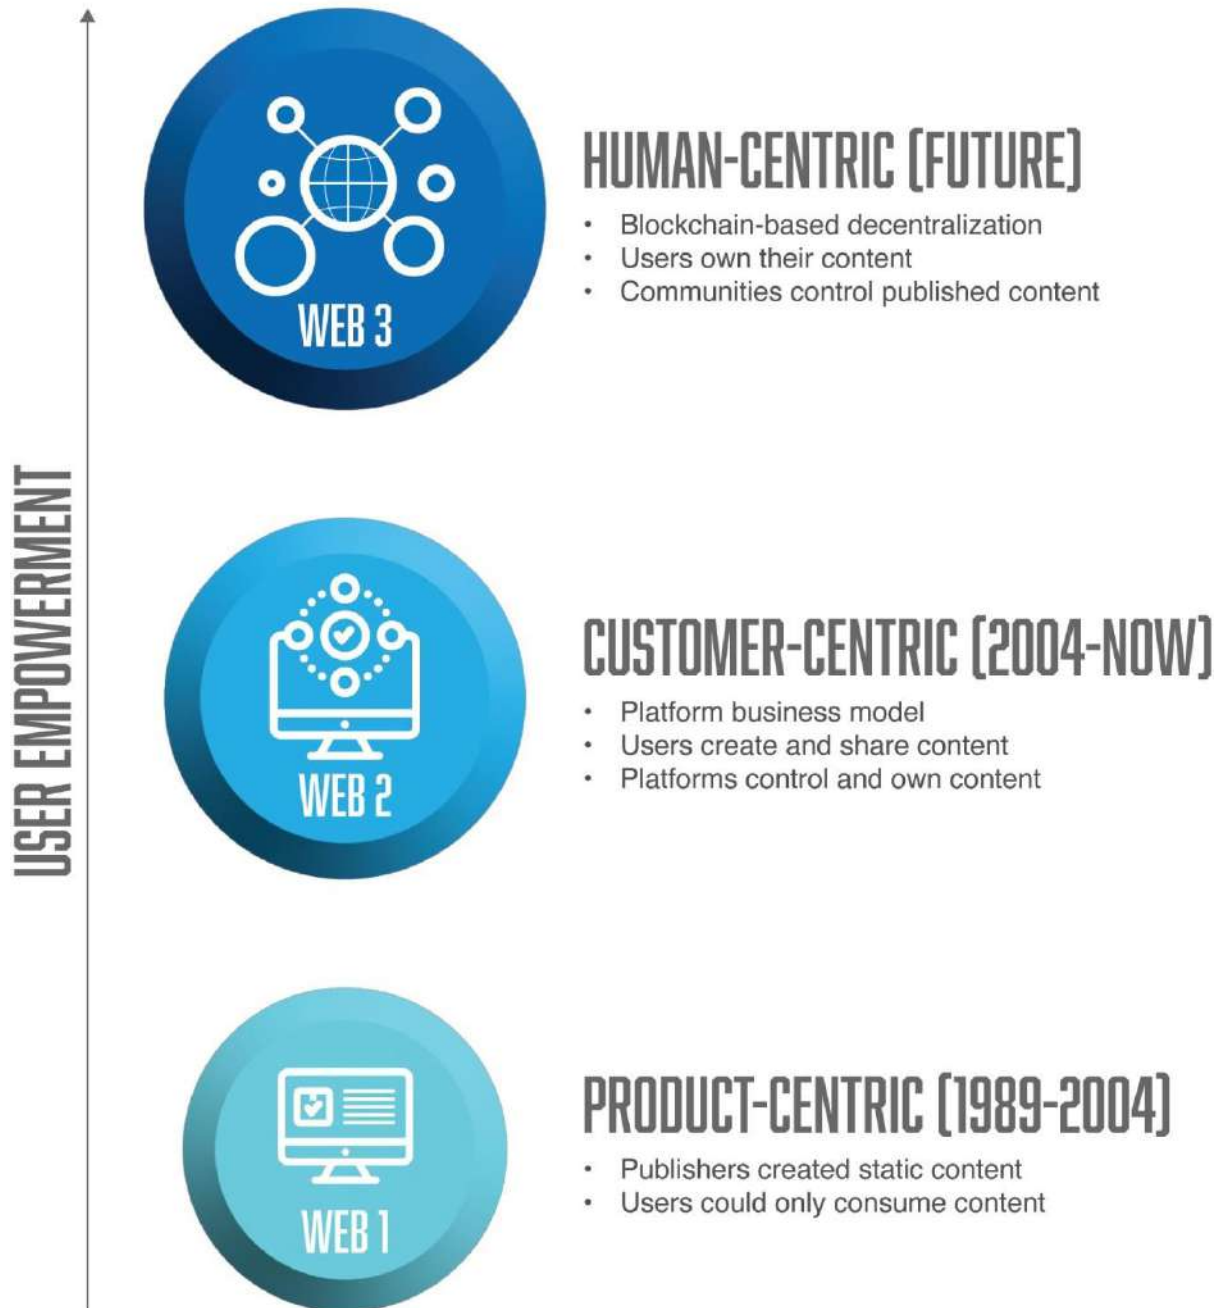 HUMAN-CENTRIC (FUTURE)
• Blockchain-based decentralization
• Users own their content
• Communities control published content
WEB 3
USER EMPOWERMENT
CUSTOMER-CENTRIC (2004-NOW)
• Platform business model
• Users create and share content
• Platforms control and own content
WEB 2
PRODUCT-CENTRIC (1989-2004)
• Publishers created static content
• Users could only consume content
WEB 1